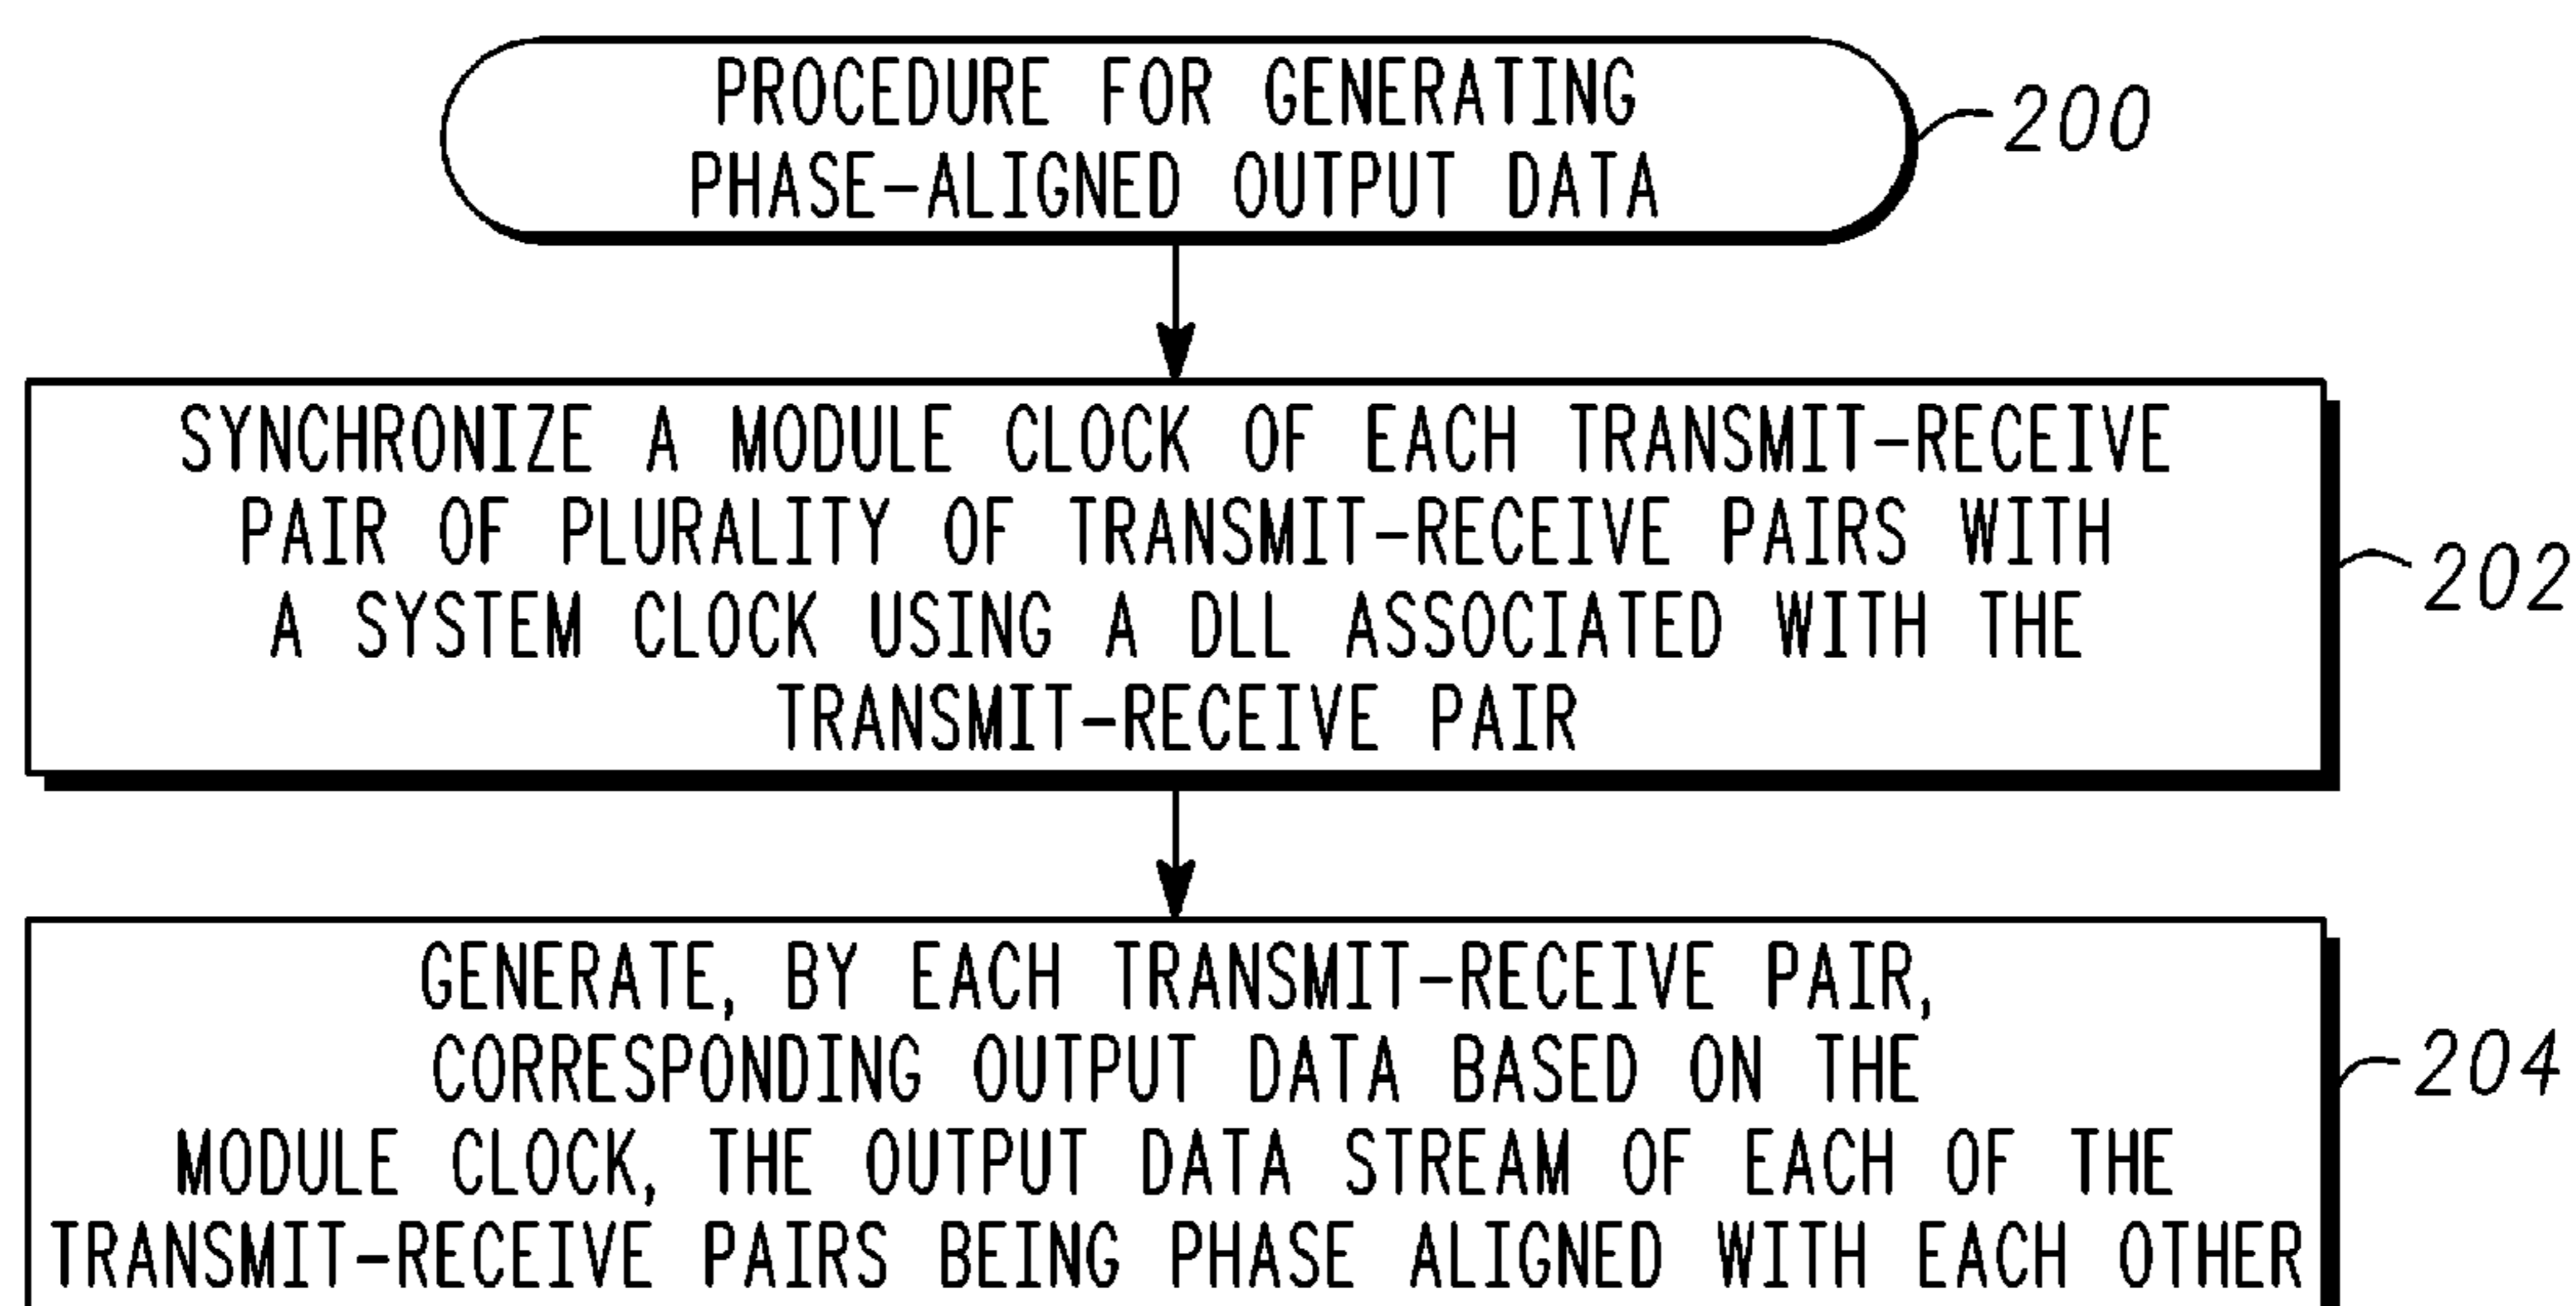 PROCEDURE FOR GENERATING
PHASE-ALIGNED OUTPUT DATA
200
SYNCHRONIZE A MODULE CLOCK OF EACH TRANSMIT-RECEIVE
PAIR OF PLURALITY OF TRANSMIT-RECEIVE PAIRS WITH
A SYSTEM CLOCK USING A DLL ASSOCIATED WITH THE
TRANSMIT-RECEIVE PAIR
202
GENERATE, BY EACH TRANSMIT-RECEIVE PAIR,
CORRESPONDING OUTPUT DATA BASED ON THE
MODULE CLOCK, THE OUTPUT DATA STREAM OF EACH OF THE
TRANSMIT-RECEIVE PAIRS BEING PHASE ALIGNED WITH EACH OTHER
204